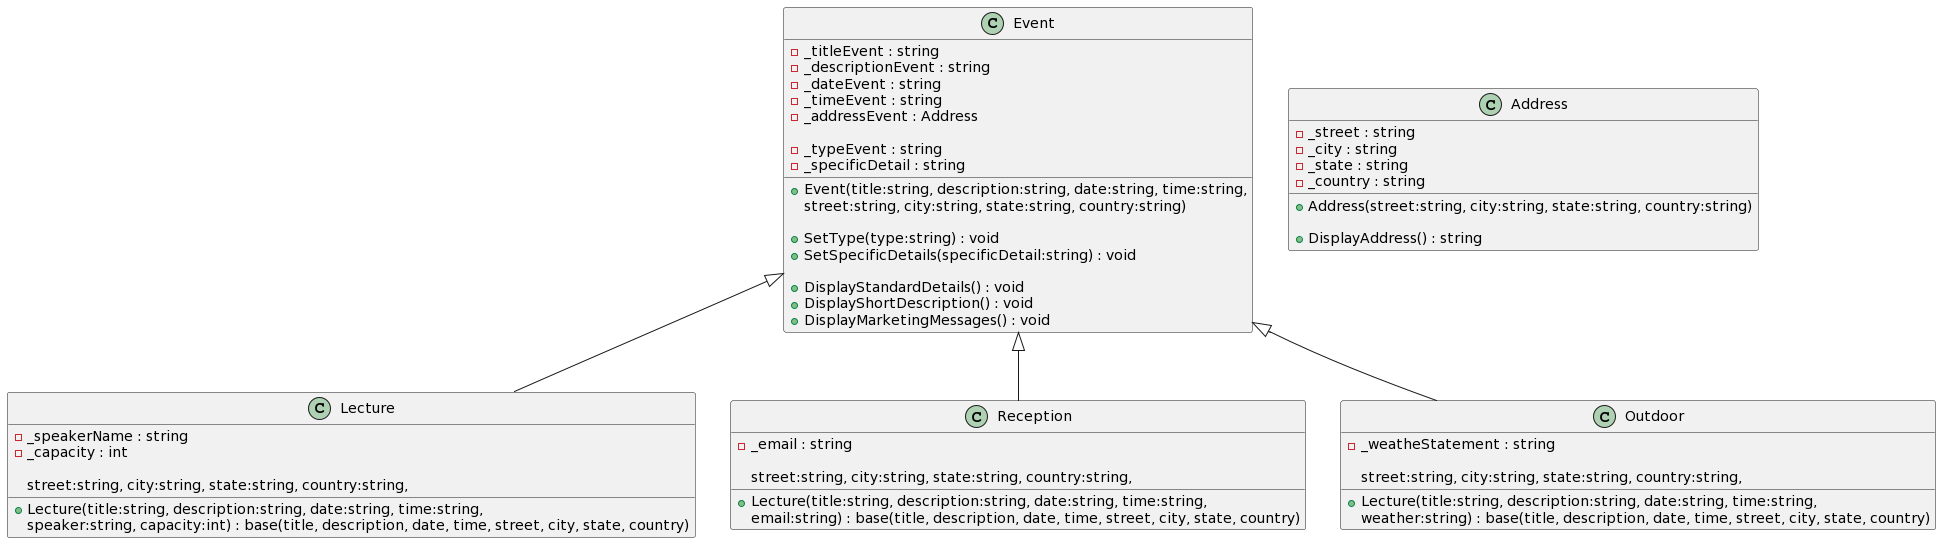 C Event
_titleEvent : string
_descriptionEvent : string
_dateEvent : string
_timeEvent : string
_addressEvent : Address
_typeEvent : string
_specificDetail : string
Event(title:string, description:string, date:string, time:string,
street:string, city:string, state:string, country:string)
SetType(type:string) : void
SetSpecificDetails(specificDetail:string) : void
DisplayStandardDetails() : void
DisplayShortDescription() : void
DisplayMarketingMessages() : void
C Address
_street : string
_city : string
_state : string
_country : string
Address(street:string, city:string, state:string, country:string)
DisplayAddress() : string
C Lecture
_speakerName : string
_capacity : int
street:string, city:string, state:string, country:string,
Lecture(title:string, description:string, date:string, time:string,
speaker:string, capacity:int) : base(title, description, date, time, street, city, state, country)
C Reception
_email : string
street:string, city:string, state:string, country:string,
Lecture(title:string, description:string, date:string, time:string,
email:string) : base(title, description, date, time, street, city, state, country)
C Outdoor
_weatheStatement : string
street:string, city:string, state:string, country:string,
Lecture(title:string, description:string, date:string, time:string,
weather:string) : base(title, description, date, time, street, city, state, country)